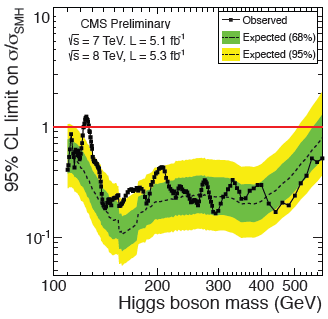 CMS Preliminary
√s = 7 TeV. L = 5.1 fb⁻¹
√s = 8 TeV, L = 5.3 fb⁻¹
Observed
Expected (68%)
Expected (95%)
95% CL limit on σ/σSMH
10
1
10⁻¹
100 200 300 400 500
Higgs boson mass (GeV)